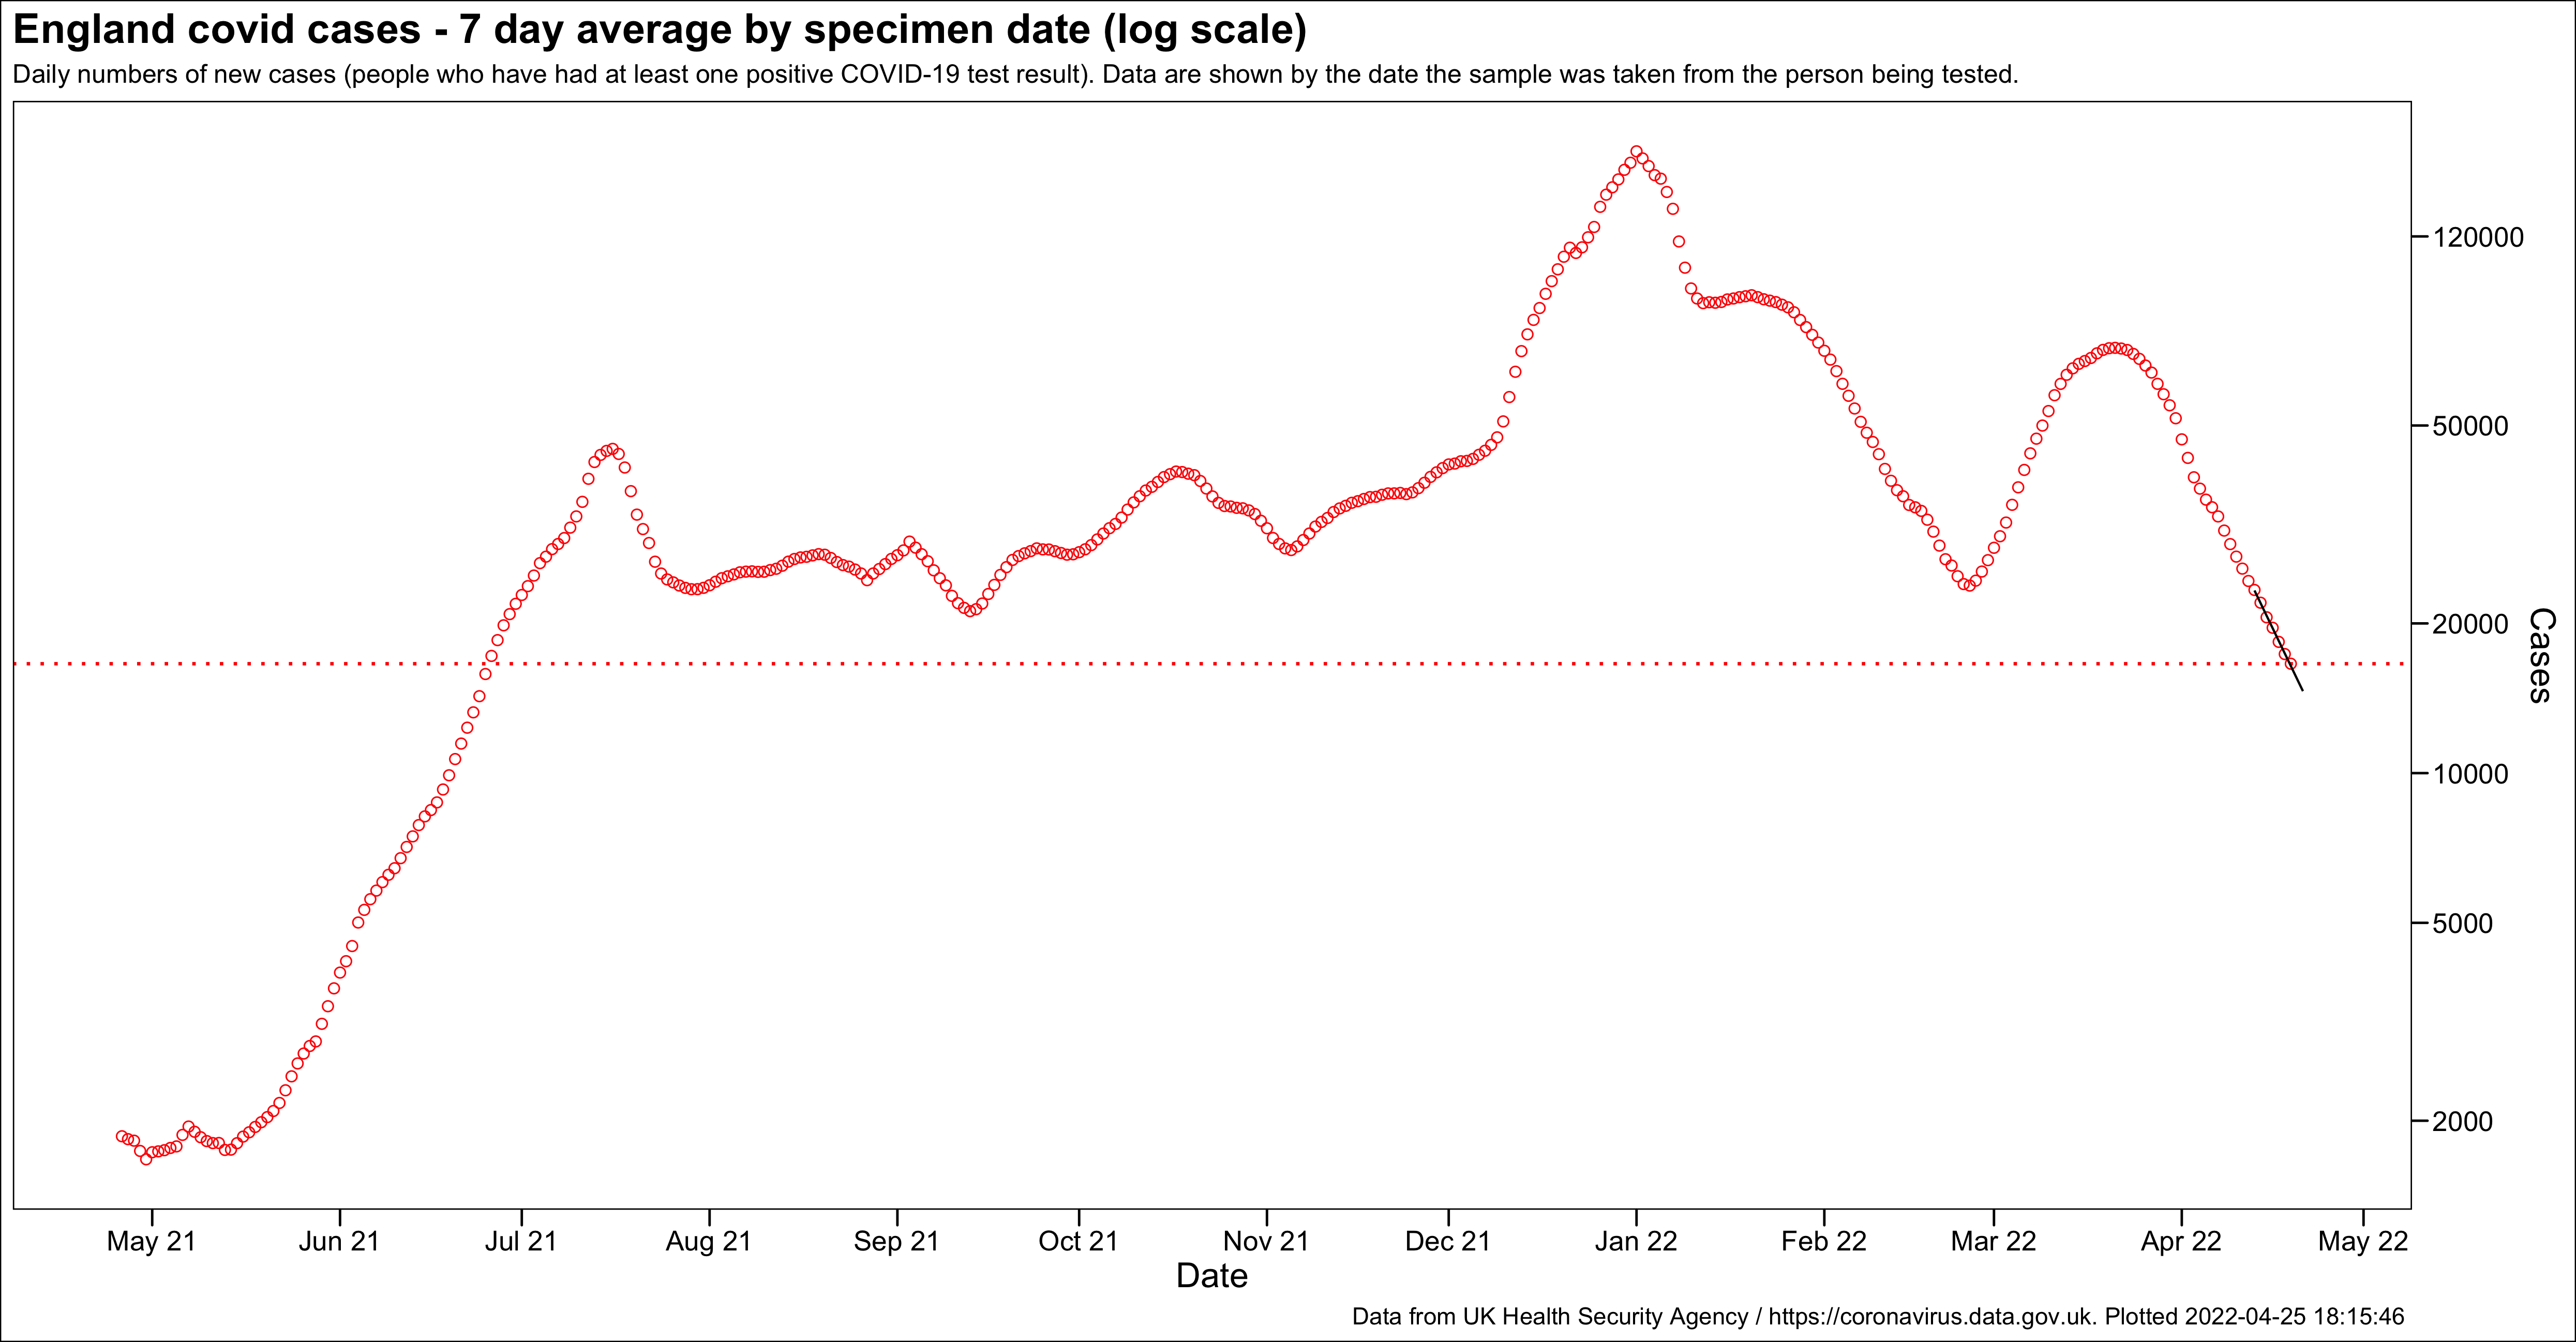 England covid cases - 7 day average by specimen date (log scale)
Daily numbers of new cases (people who have had at least one positive COVID-19 test result). Data are shown by the date the sample was taken from the person being tested.
120000
50000
20000
10000
5000
2000
Cases
May 21 Jun 21 Jul 21 Aug 21 Sep 21 Oct 21 Nov 21 Dec 21 Jan 22 Feb 22 Mar 22 Apr 22 May 22
Date
Data from UK Health Security Agency / https://coronavirus.data.gov.uk. Plotted 2022-04-25 18:15:46